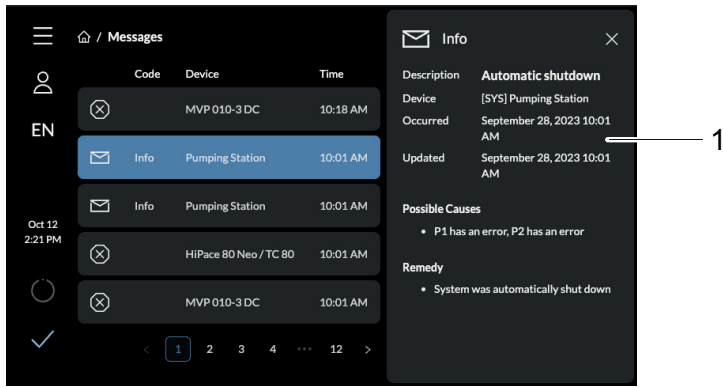 / Messages
EN
Oct 12
2:21 PM
Code Device Time
MVP 010-3 DC 10:18 AM
Info Pumping Station 10:01 AM
Info Pumping Station 10:01 AM
HiPace 80 Neo / TC 80 10:01 AM
MVP 010-3 DC 10:01 AM
< 1 2 3 4 ••• 12 >
Info
Description Automatic shutdown
Device [SYS] Pumping Station
Occurred September 28, 2023 10:01
AM
Updated September 28, 2023 10:01
AM
Possible Causes
• P1 has an error, P2 has an error
Remedy
• System was automatically shut down
1